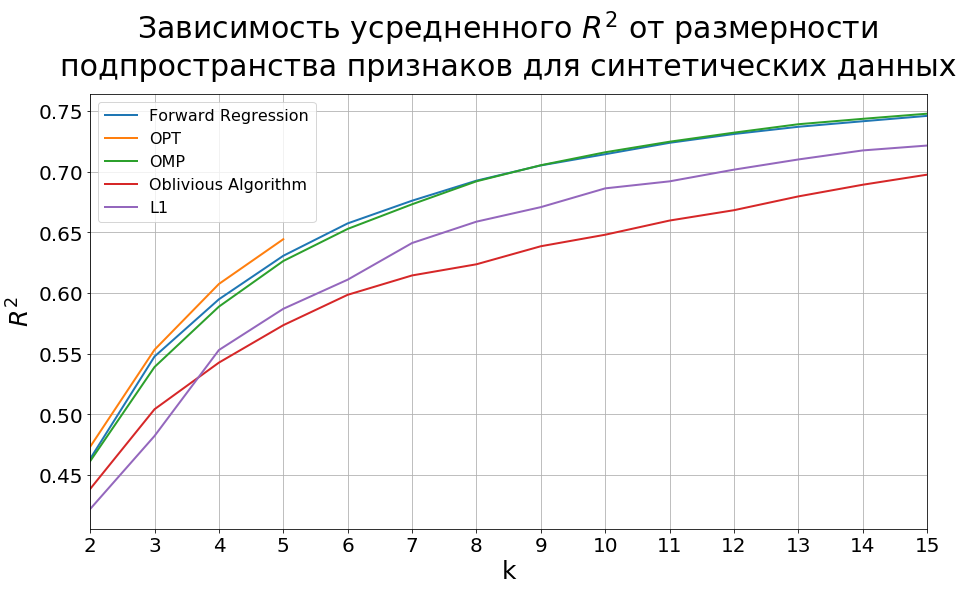 Зависимость усредненного R² от размерности
подпространства признаков для синтетических данных
Forward Regression
OPT
OMP
Oblivious Algorithm
L1
0.75
0.70
0.65
0.60
0.55
0.50
0.45
R²
2 3 4 5 6 7 8 9 10 11 12 13 14 15
k